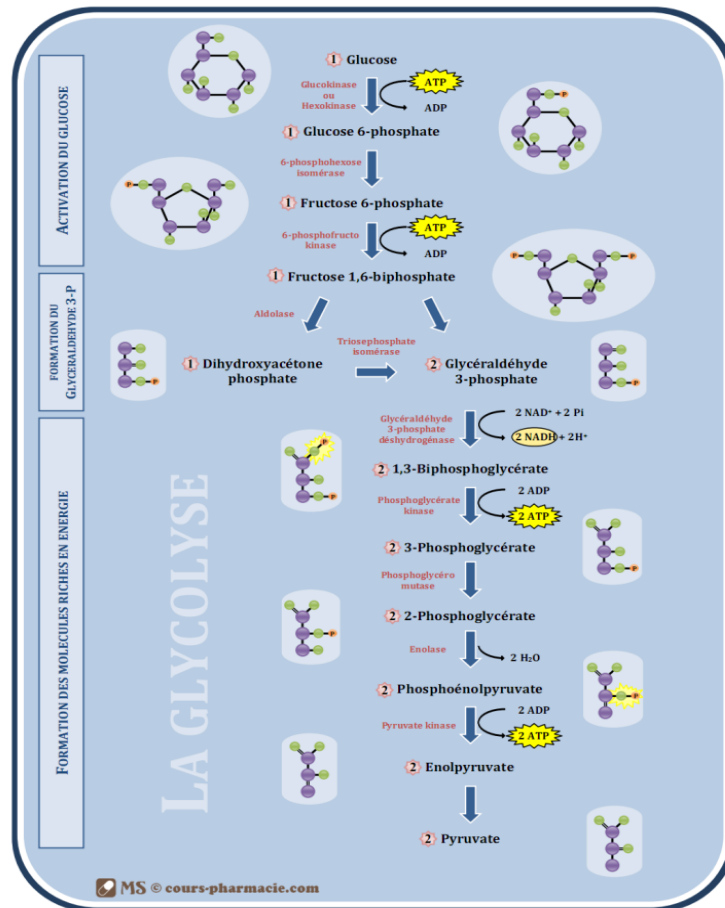 ACTIVATION DU GLUCOSE
1 Glucose
Glucokinase
ou
Hexokinase
ATP
ADP
1 Glucose 6-phosphate
6-phosphohexose
isomérase
1 Fructose 6-phosphate
6-phosphofructo
kinase
ATP
ADP
1 Fructose 1,6-biphosphate
P
P
P
P
FORMATION DU
GLYCERALDEHYDE 3-P
Aldolase
Triosephosphate
isomérase
1 Dihydroxyacétone
phosphate
2 Glycéraldéhyde
3-phosphate
P
P
FORMATION DES MOLECULES RICHES EN ENERGIE
LA GLYCOLYSE
Glycéraldéhyde
3-phosphate
déshydrogénase
2 NAD⁺ + 2 Pi
2 NADH + 2H⁺
2 1,3-Biphosphoglycérate
P
P
Phosphoglycérate
kinase
2 ADP
2 ATP
2 3-Phosphoglycérate
P
Phosphoglycéro
mutase
2 2-Phosphoglycérate
P
Enolase
2 H₂O
2 Phosphoénolpyruvate
P
Pyruvate kinase
2 ADP
2 ATP
2 Enolpyruvate
2 Pyruvate
MS © cours-pharmacie.com